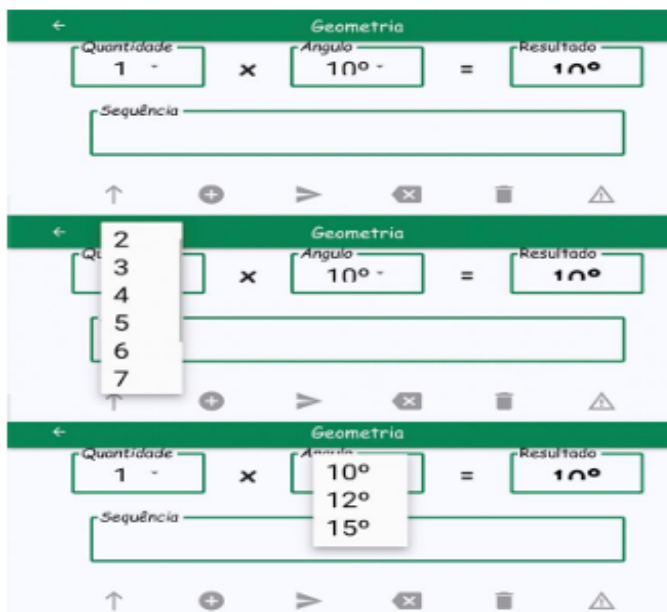 Geometria
Quantidade Angulo Resultado
1 x 10º = 10º
Sequência
Geometria
Angulo Resultado
2
3 x 10º = 10º
4
5
6
7
Geometria
Quantidade Resultado
1 x 10º = 10º
12º
Sequência 15º